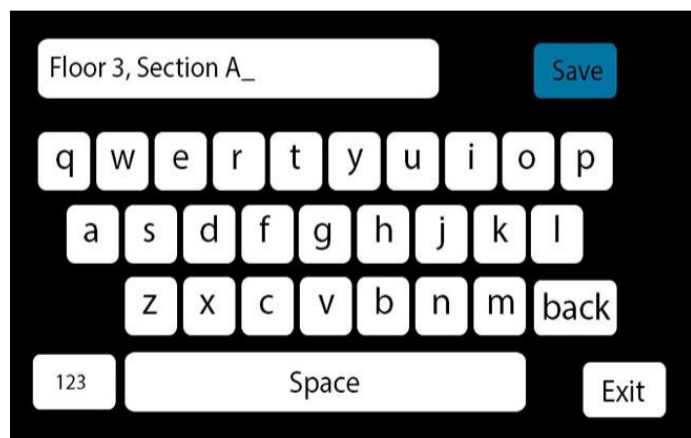 Floor 3, Section A_ Save
q w e r t y u i o p
a s d f g h j k l
z x c v b n m back
123 Space Exit